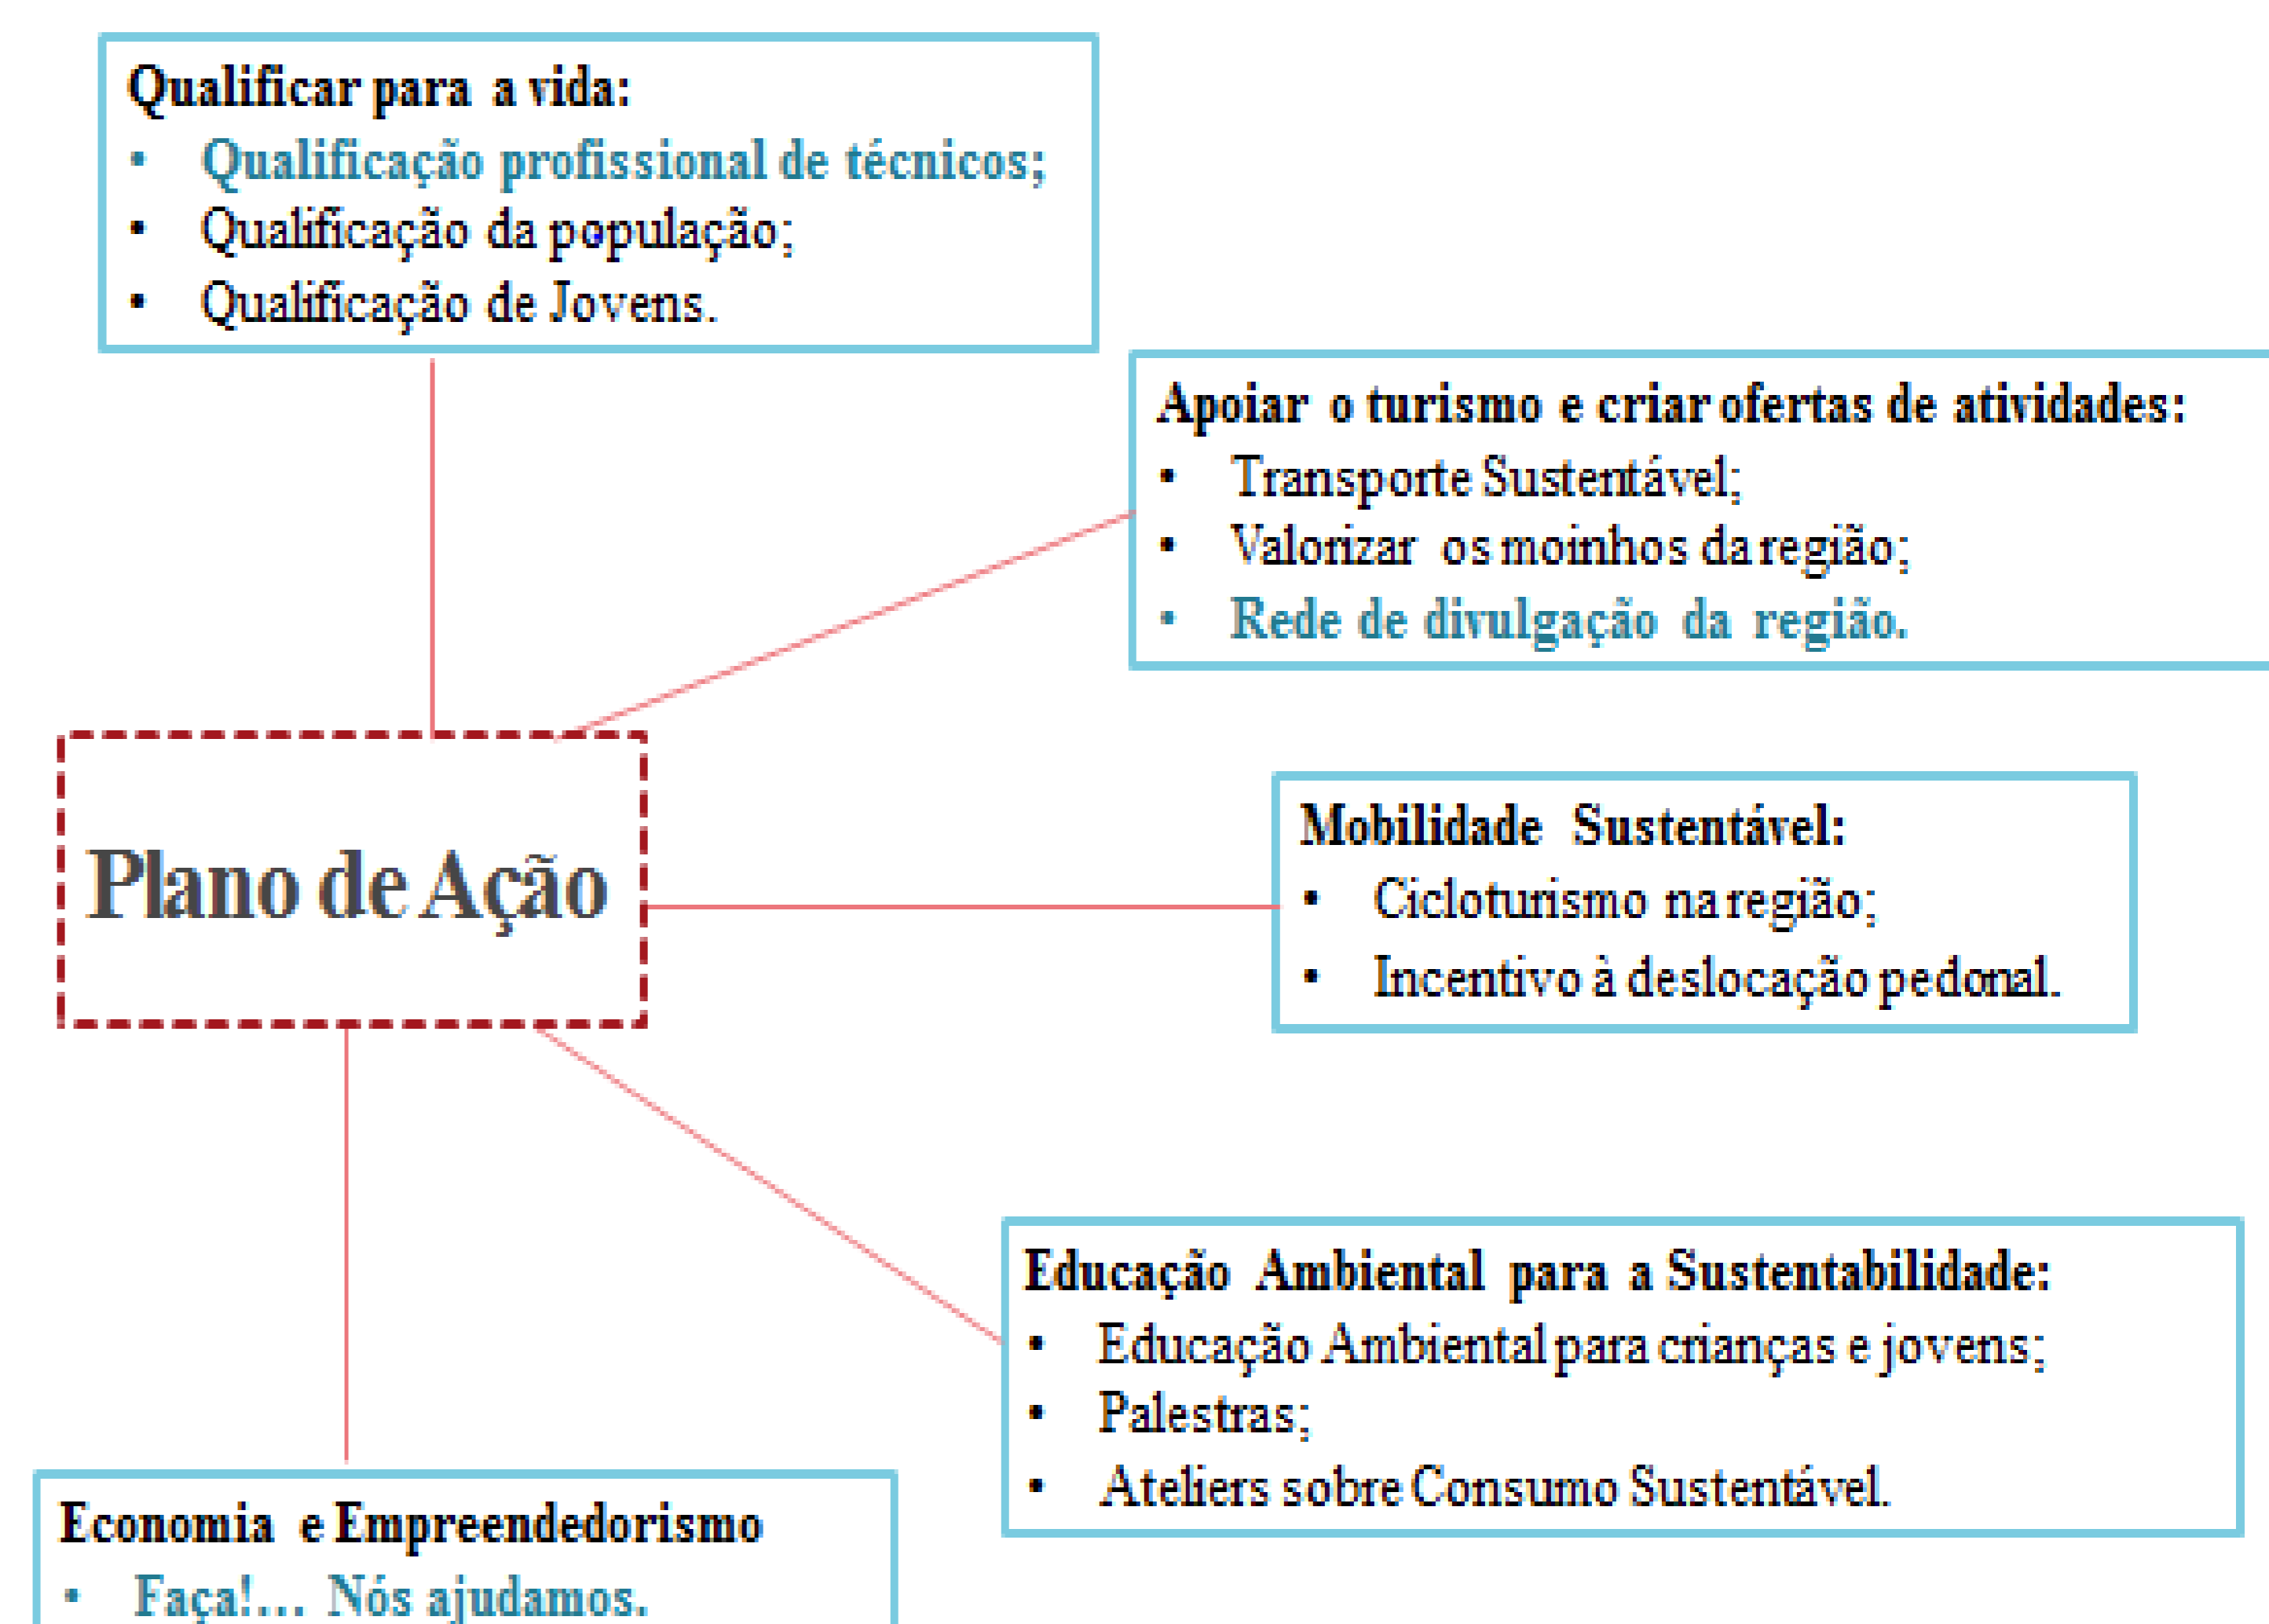 Qualificar para a vida:
• Qualificação profissional de técnicos;
• Qualificação da população;
• Qualificação de Jovens.
Apoiar o turismo e criar ofertas de atividades:
• Transporte Sustentável;
• Valorizar os moinhos da região;
• Rede de divulgação da região.
Plano de Ação
Mobilidade Sustentável:
• Cicloturismo na região;
• Incentivo à deslocação pedonal.
Educação Ambiental para a Sustentabilidade:
• Educação Ambiental para crianças e jovens;
• Palestras;
• Ateliers sobre Consumo Sustentável.
Economia e Empreendedorismo
• Faça!... Nós ajudamos.